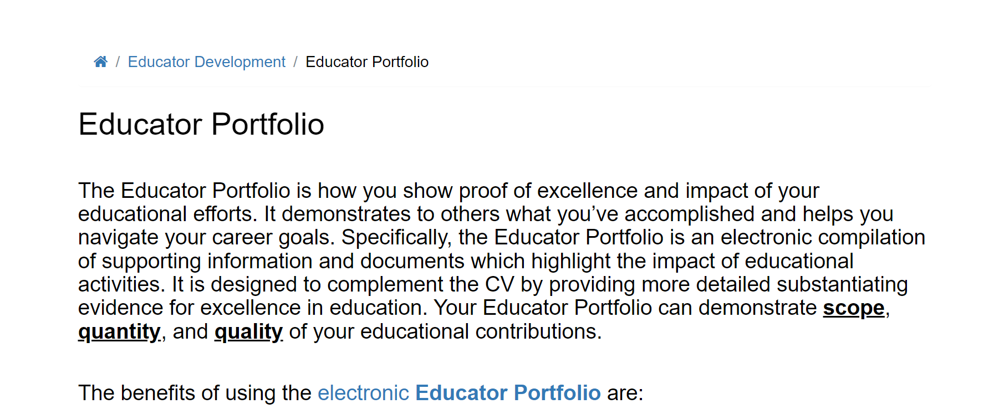 / Educator Development / Educator Portfolio
Educator Portfolio
The Educator Portfolio is how you show proof of excellence and impact of your
educational efforts. It demonstrates to others what you’ve accomplished and helps you
navigate your career goals. Specifically, the Educator Portfolio is an electronic compilation
of supporting information and documents which highlight the impact of educational
activities. It is designed to complement the CV by providing more detailed substantiating
evidence for excellence in education. Your Educator Portfolio can demonstrate scope,
quantity, and quality of your educational contributions.
The benefits of using the electronic Educator Portfolio are: